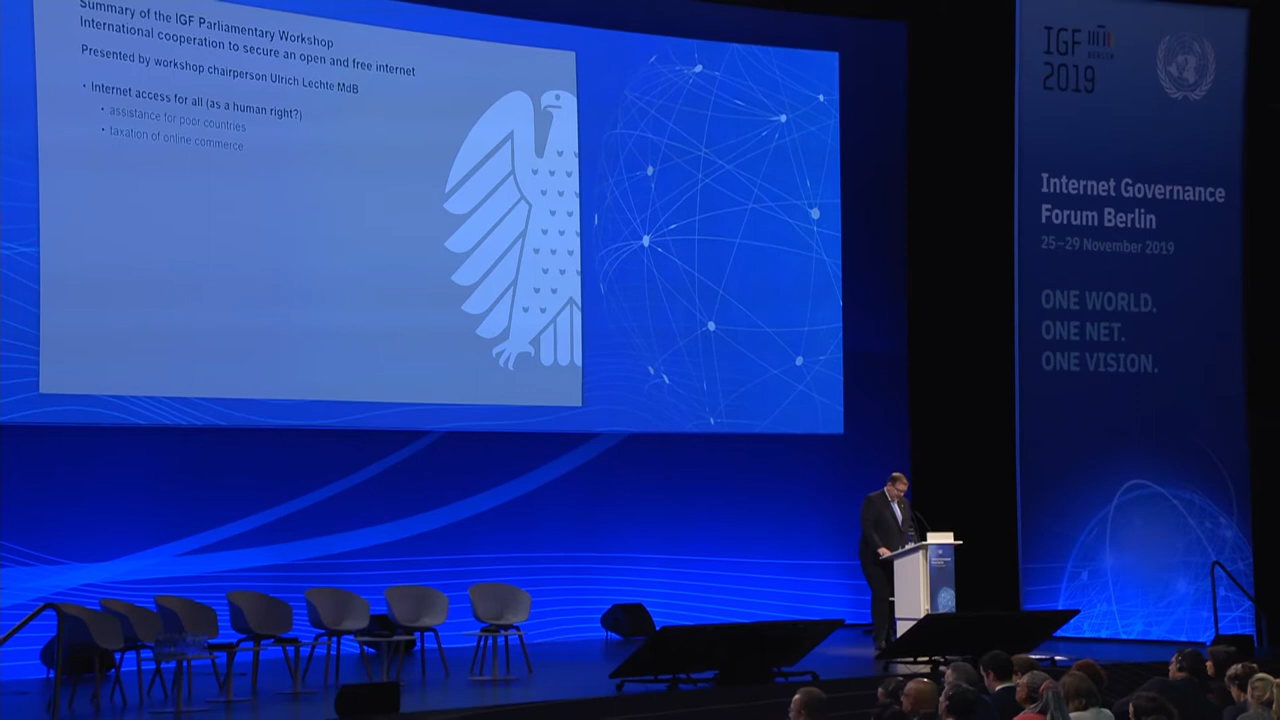 Summary of the IGF Parliamentary Workshop
International cooperation to secure an open and free internet
Presented by workshop chairperson Ulrich Lechte MdB
• Internet access for all (as a human right?)
• assistance for poor countries
• taxation of online commerce
IGF
BERLIN
2019
Internet Governance
Forum Berlin
25–29 November 2019
ONE WORLD.
ONE NET.
ONE VISION.